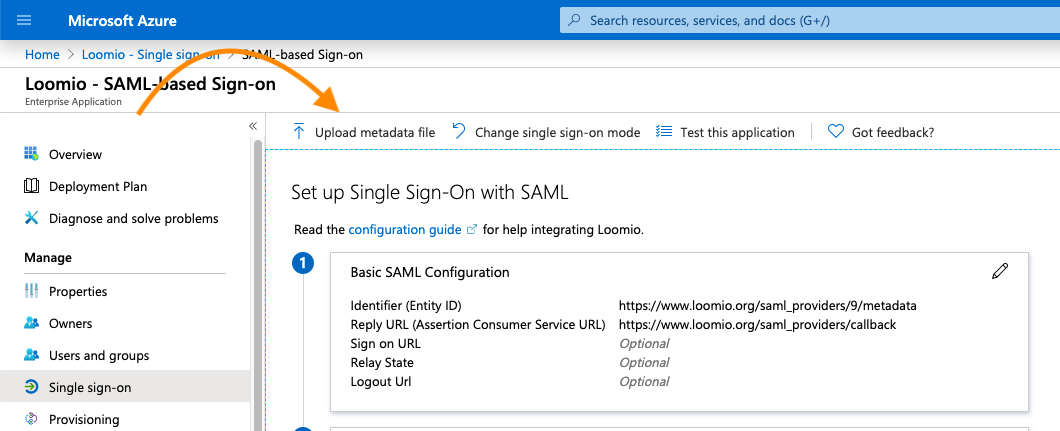 Microsoft Azure
Search resources, services, and docs (G+/)
Home > Loomio - Single sign-on > SAML-based Sign-on
Loomio - SAML-based Sign-on
Enterprise Application
«
Upload metadata file
Change single sign-on mode
Test this application
Got feedback?
Overview
Deployment Plan
Diagnose and solve problems
Manage
Properties
Owners
Users and groups
Single sign-on
Provisioning
Set up Single Sign-On with SAML
Read the configuration guide for help integrating Loomio.
1
Basic SAML Configuration
Identifier (Entity ID) https://www.loomio.org/saml_providers/9/metadata
Reply URL (Assertion Consumer Service URL) https://www.loomio.org/saml_providers/callback
Sign on URL Optional
Relay State Optional
Logout Url Optional